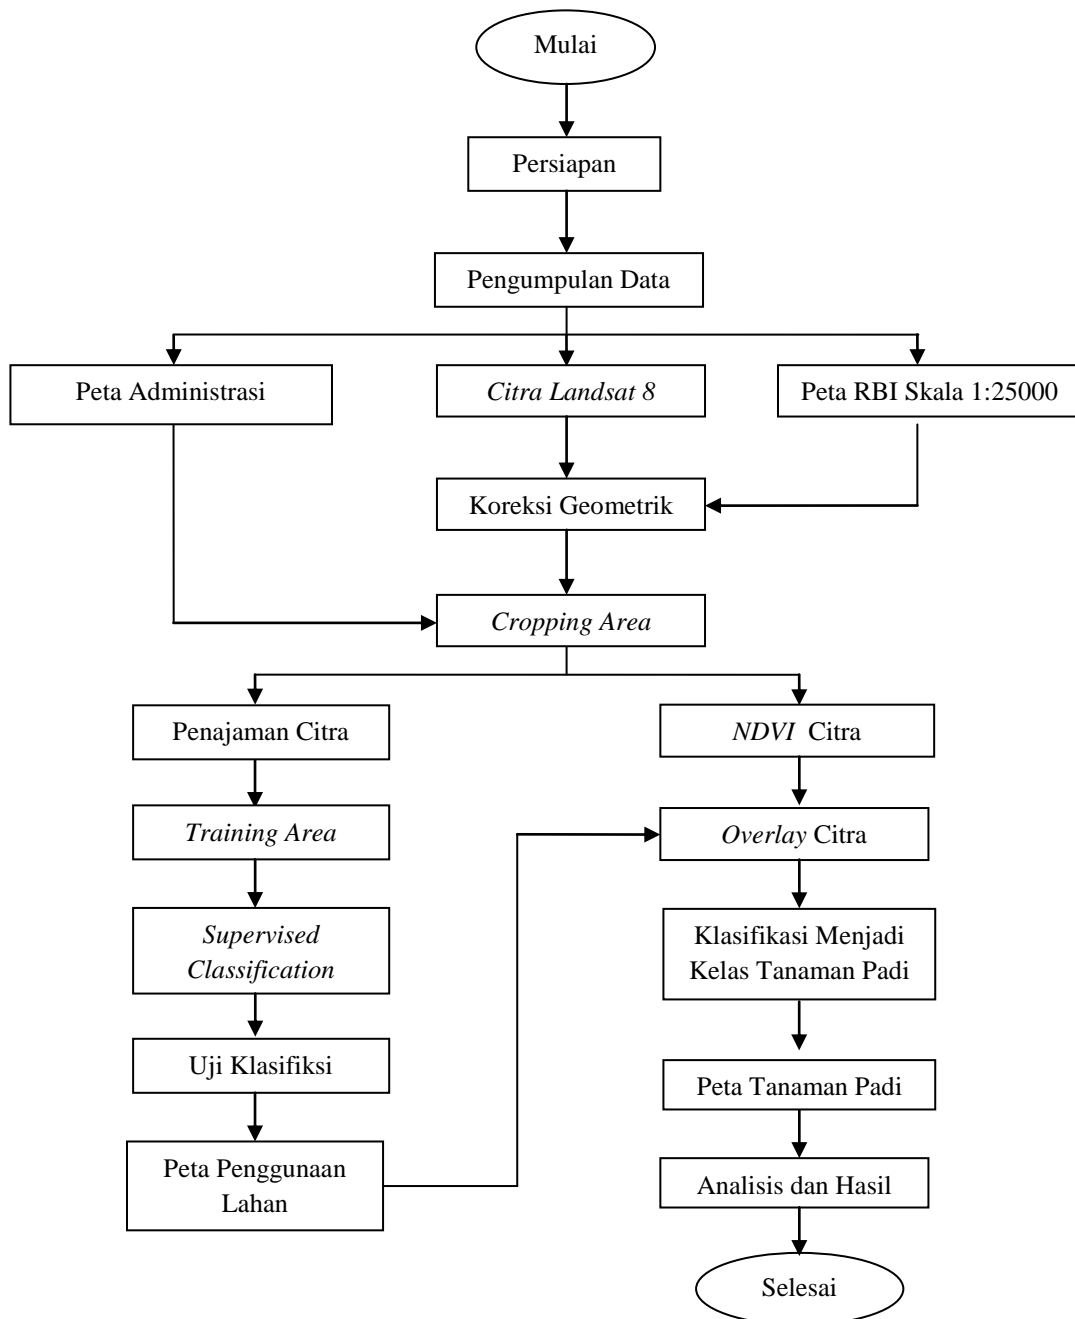 Mulai
Persiapan
Pengumpulan Data
Peta Administrasi
Citra Landsat 8
Peta RBI Skala 1:25000
Koreksi Geometrik
Cropping Area
Penajaman Citra
NDVI Citra
Training Area
Overlay Citra
Supervised
Classification
Klasifikasi Menjadi
Kelas Tanaman Padi
Uji Klasifiksi
Peta Tanaman Padi
Peta Penggunaan
Lahan
Analisis dan Hasil
Selesai